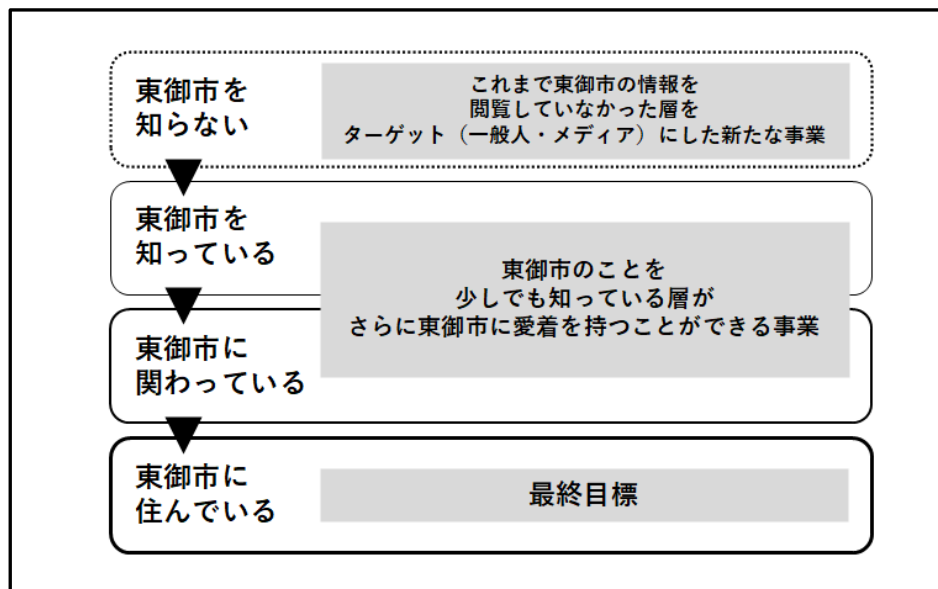 東御市を
知らない
これまで東御市の情報を
閲覧していなかった層を
ターゲット（一般人・メディア）にした新たな事業
東御市を
知っている
東御市のことを
少しでも知っている層が
さらに東御市に愛着を持つことができる事業
東御市に
関わっている
東御市に
住んでいる
最終目標